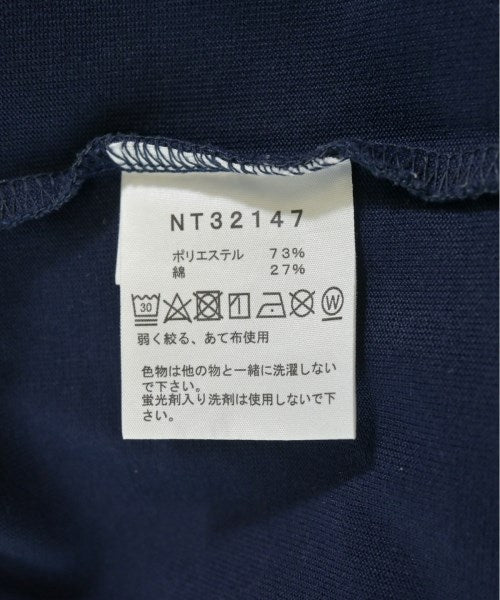 NT32147
ポリエステル 73%
綿 27%
30 W
弱く絞る、あて布使用
色物は他の物と一緒に洗濯しない
で下さい。
蛍光剤入り洗剤は使用しないで下
さい。